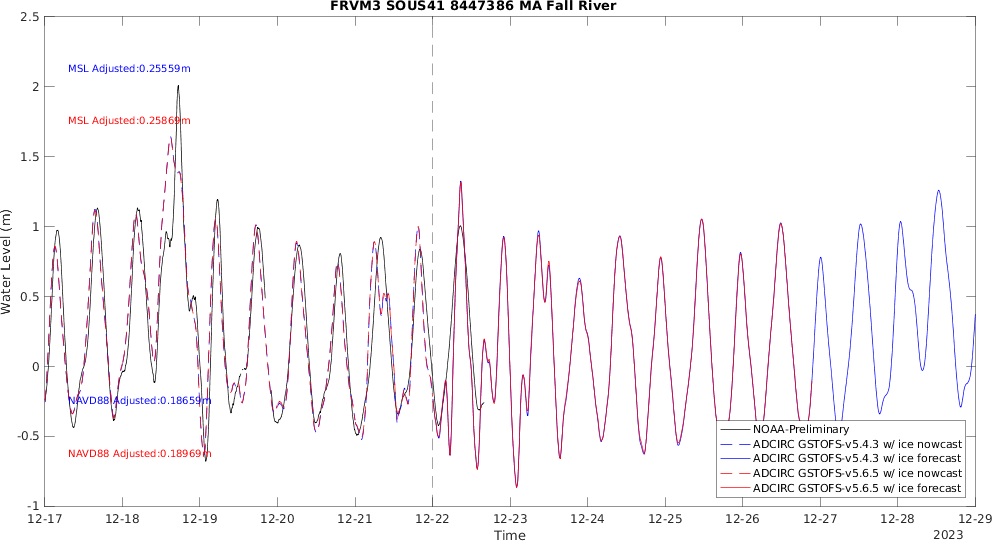 FRVM3 SOUS41 8447386 MA Fall River
2.5
2
1.5
1
0.5
0
-0.5
-1
Water Level (m)
MSL Adjusted:0.25559m
MSL Adjusted:0.25869m
NAVD88 Adjusted:0.18659m
NAVD88 Adjusted:0.18969m
NOAA-Preliminary
ADCIRC GSTOFS-v5.4.3 w/ ice nowcast
ADCIRC GSTOFS-v5.4.3 w/ ice forecast
ADCIRC GSTOFS-v5.6.5 w/ ice nowcast
ADCIRC GSTOFS-v5.6.5 w/ ice forecast
12-17 12-18 12-19 12-20 12-21 12-22 12-23 12-24 12-25 12-26 12-27 12-28 12-29
Time
2023